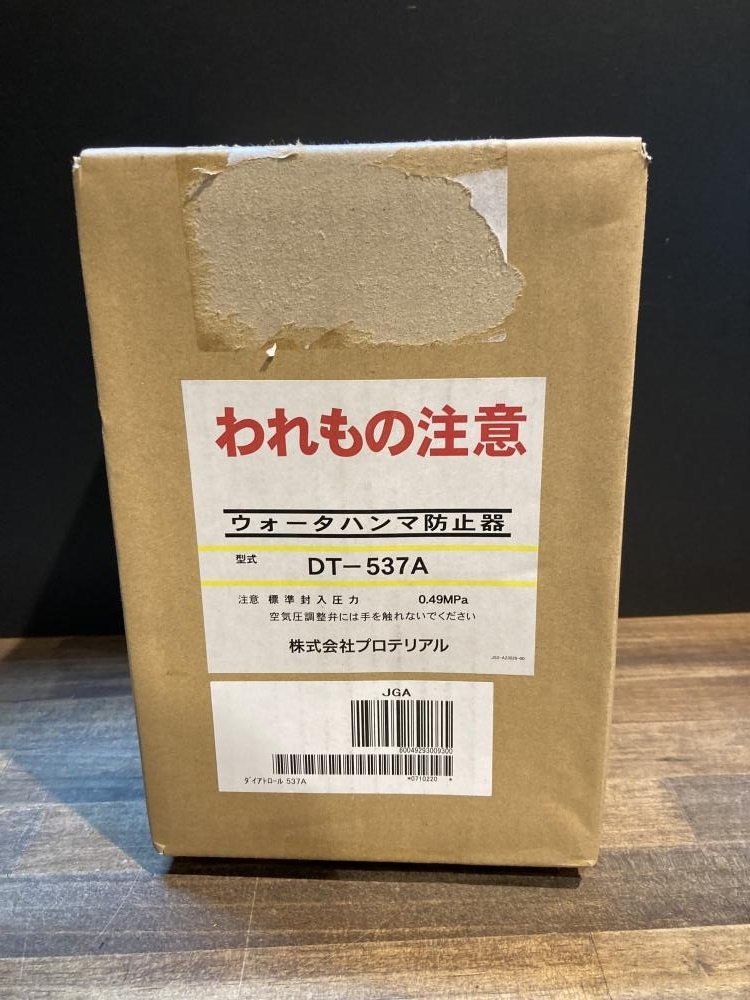 われもの注意
ウォータハンマ防止器
型式 DT-537A
注意 標準封入圧力 0.49MPa
空気圧調整弁には手を触れないでください
株式会社プロテリアル
JGA
60049293009300
*0710220 *
ダイアトロール 537A